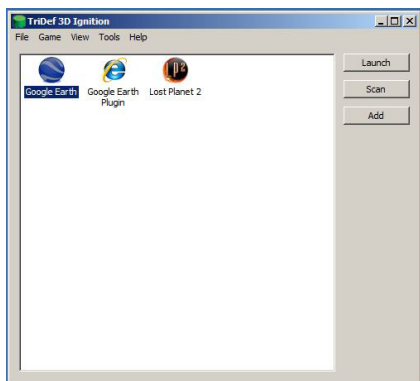 TriDef 3D Ignition
File Game View Tools Help
Launch
Scan
Add
Google Earth
Google Earth
Plugin
Lost Planet 2